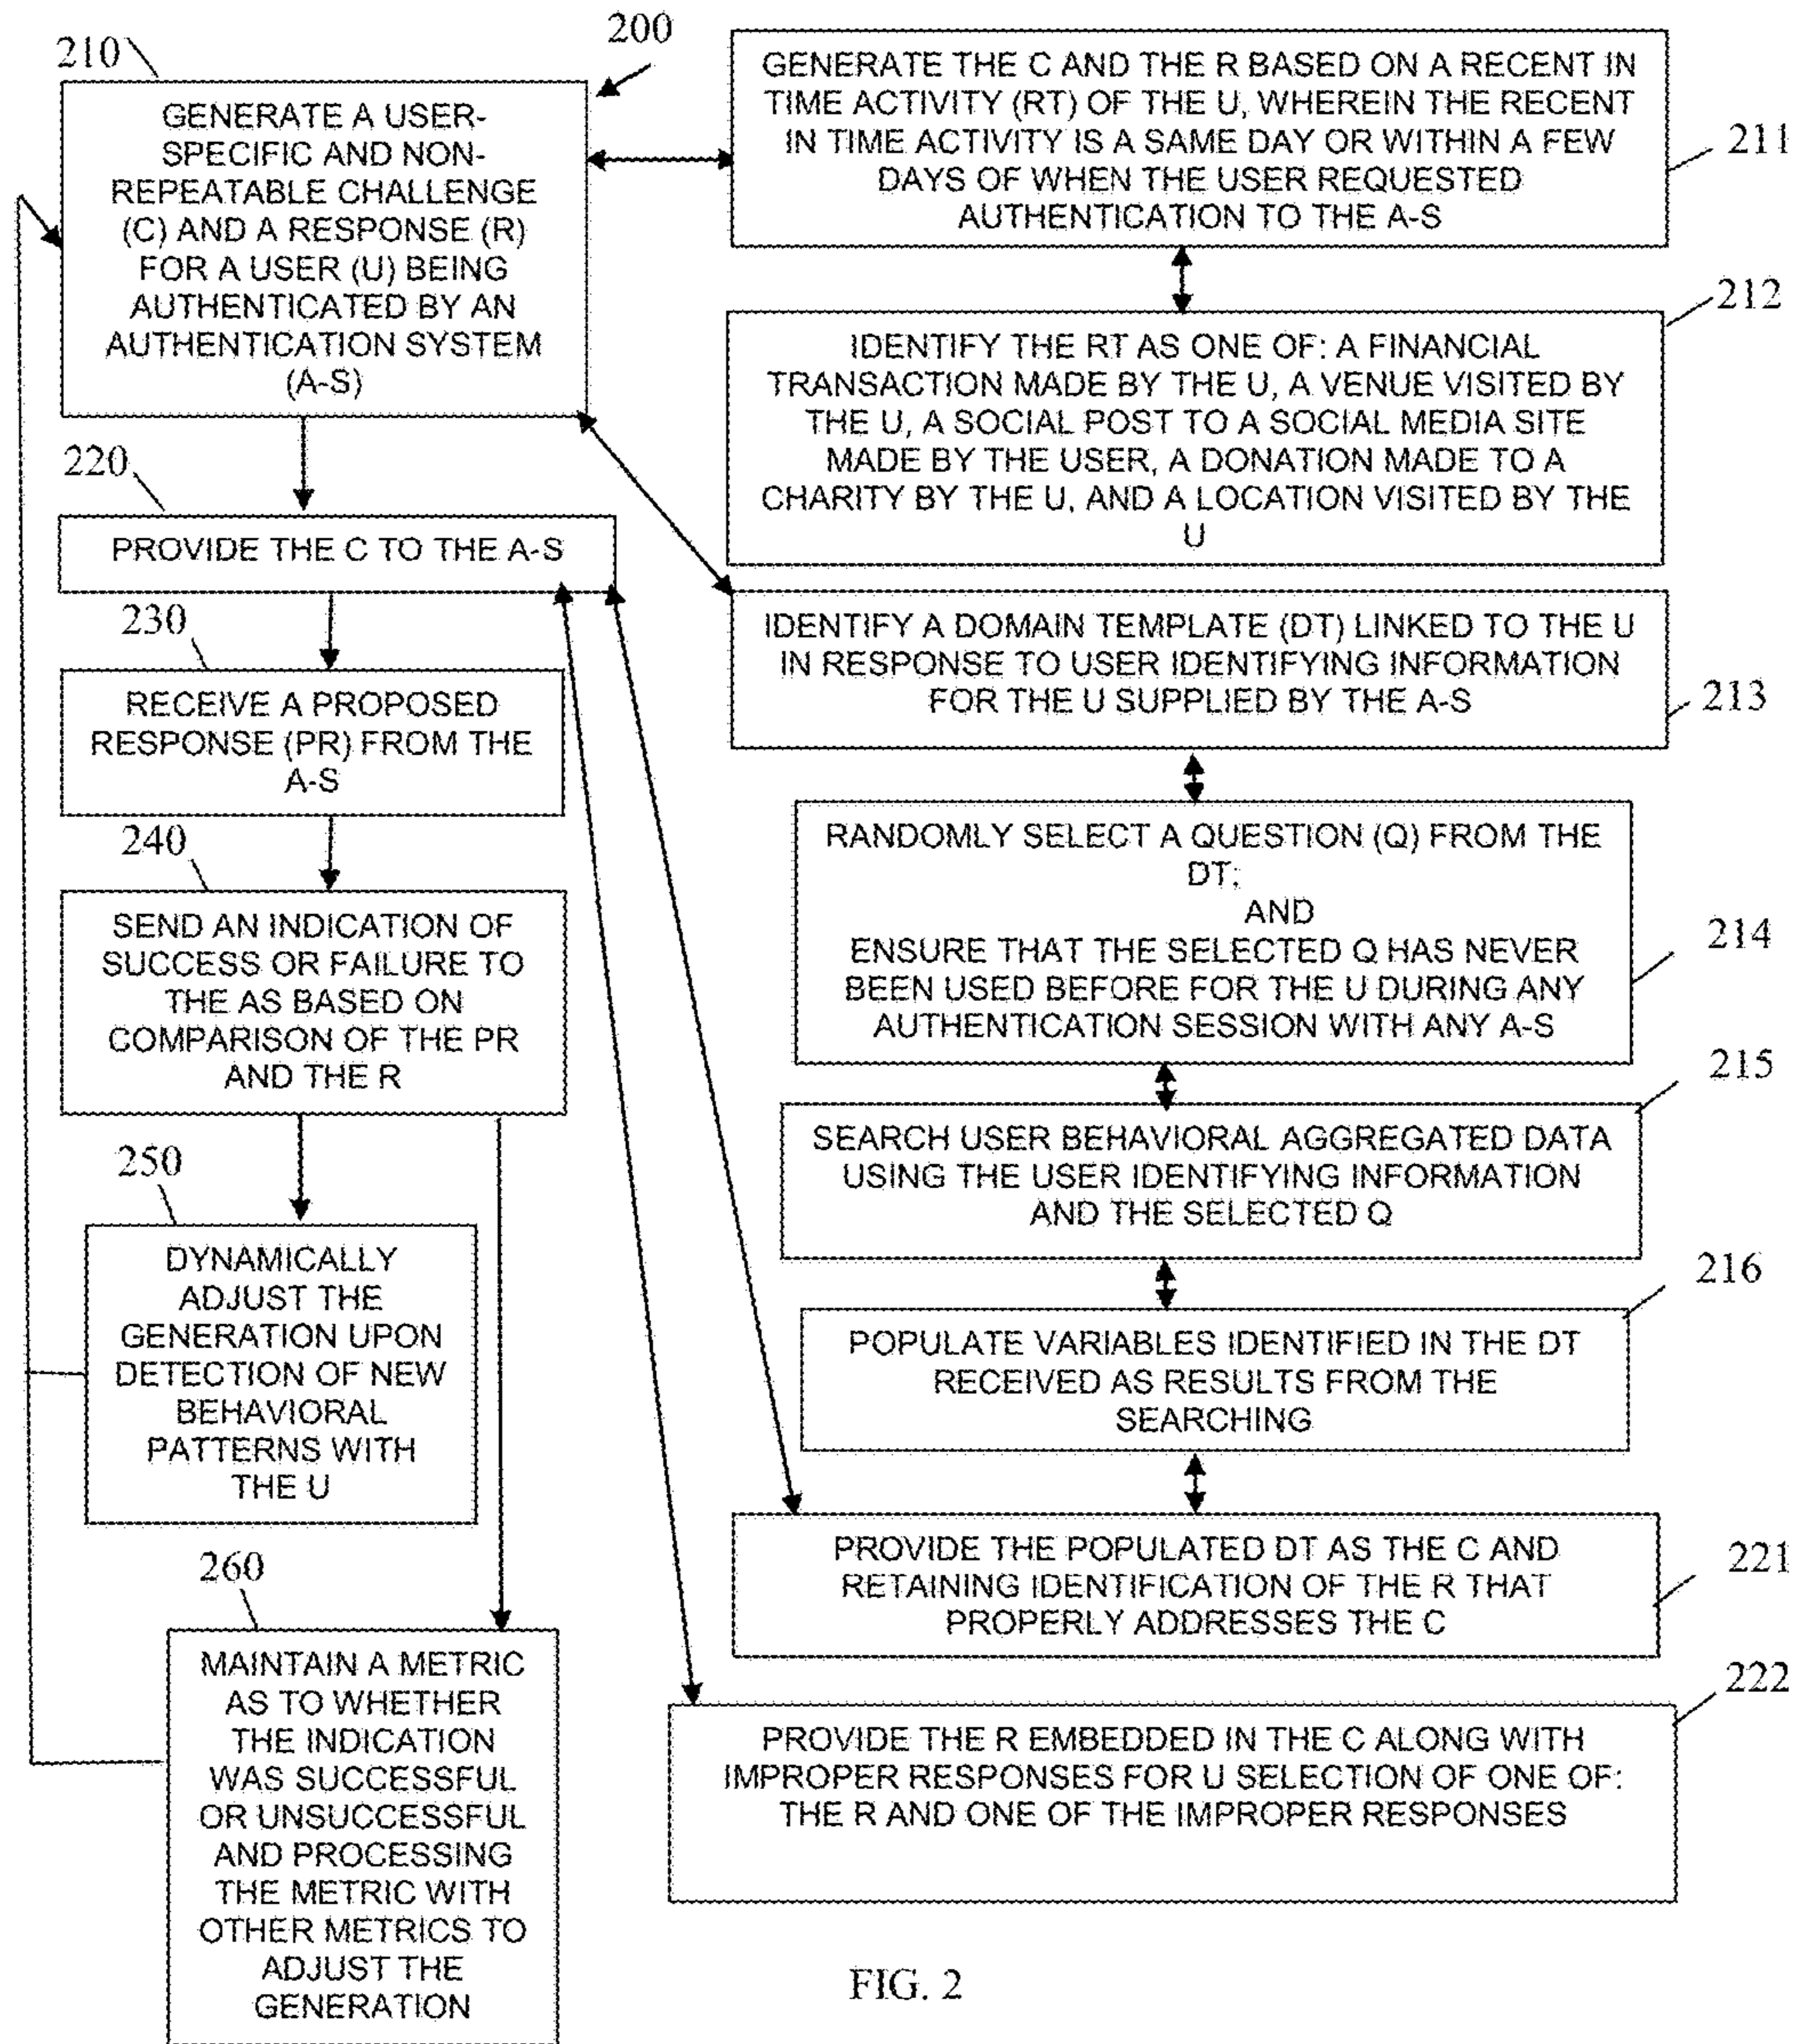 200
210
GENERATE A USER-
SPECIFIC AND NON-
REPEATABLE CHALLENGE
(C) AND A RESPONSE (R)
FOR A USER (U) BEING
AUTHENTICATED BY AN
AUTHENTICATION SYSTEM
(A-S)
220
PROVIDE THE C TO THE A-S
230
RECEIVE A PROPOSED
RESPONSE (PR) FROM THE
A-S
240
SEND AN INDICATION OF
SUCCESS OR FAILURE TO
THE AS BASED ON
COMPARISON OF THE PR
AND THE R
250
DYNAMICALLY
ADJUST THE
GENERATION UPON
DETECTION OF NEW
BEHAVIORAL
PATTERNS WITH
THE U
260
MAINTAIN A METRIC
AS TO WHETHER
THE INDICATION
WAS SUCCESSFUL
OR UNSUCCESSFUL
AND PROCESSING
THE METRIC WITH
OTHER METRICS TO
ADJUST THE
GENERATION
GENERATE THE C AND THE R BASED ON A RECENT IN
TIME ACTIVITY (RT) OF THE U, WHEREIN THE RECENT
IN TIME ACTIVITY IS A SAME DAY OR WITHIN A FEW
DAYS OF WHEN THE USER REQUESTED
AUTHENTICATION TO THE A-S
211
212
IDENTIFY THE RT AS ONE OF: A FINANCIAL
TRANSACTION MADE BY THE U, A VENUE VISITED BY
THE U, A SOCIAL POST TO A SOCIAL MEDIA SITE
MADE BY THE USER, A DONATION MADE TO A
CHARITY BY THE U, AND A LOCATION VISITED BY THE
U
IDENTIFY A DOMAIN TEMPLATE (DT) LINKED TO THE U
IN RESPONSE TO USER IDENTIFYING INFORMATION
FOR THE U SUPPLIED BY THE A-S
213
RANDOMLY SELECT A QUESTION (Q) FROM THE
DT;
AND
ENSURE THAT THE SELECTED Q HAS NEVER
BEEN USED BEFORE FOR THE U DURING ANY
AUTHENTICATION SESSION WITH ANY A-S
214
215
SEARCH USER BEHAVIORAL AGGREGATED DATA
USING THE USER IDENTIFYING INFORMATION
AND THE SELECTED Q
216
POPULATE VARIABLES IDENTIFIED IN THE DT
RECEIVED AS RESULTS FROM THE
SEARCHING
PROVIDE THE POPULATED DT AS THE C AND
RETAINING IDENTIFICATION OF THE R THAT
PROPERLY ADDRESSES THE C
221
222
PROVIDE THE R EMBEDDED IN THE C ALONG WITH
IMPROPER RESPONSES FOR U SELECTION OF ONE OF:
THE R AND ONE OF THE IMPROPER RESPONSES
FIG. 2